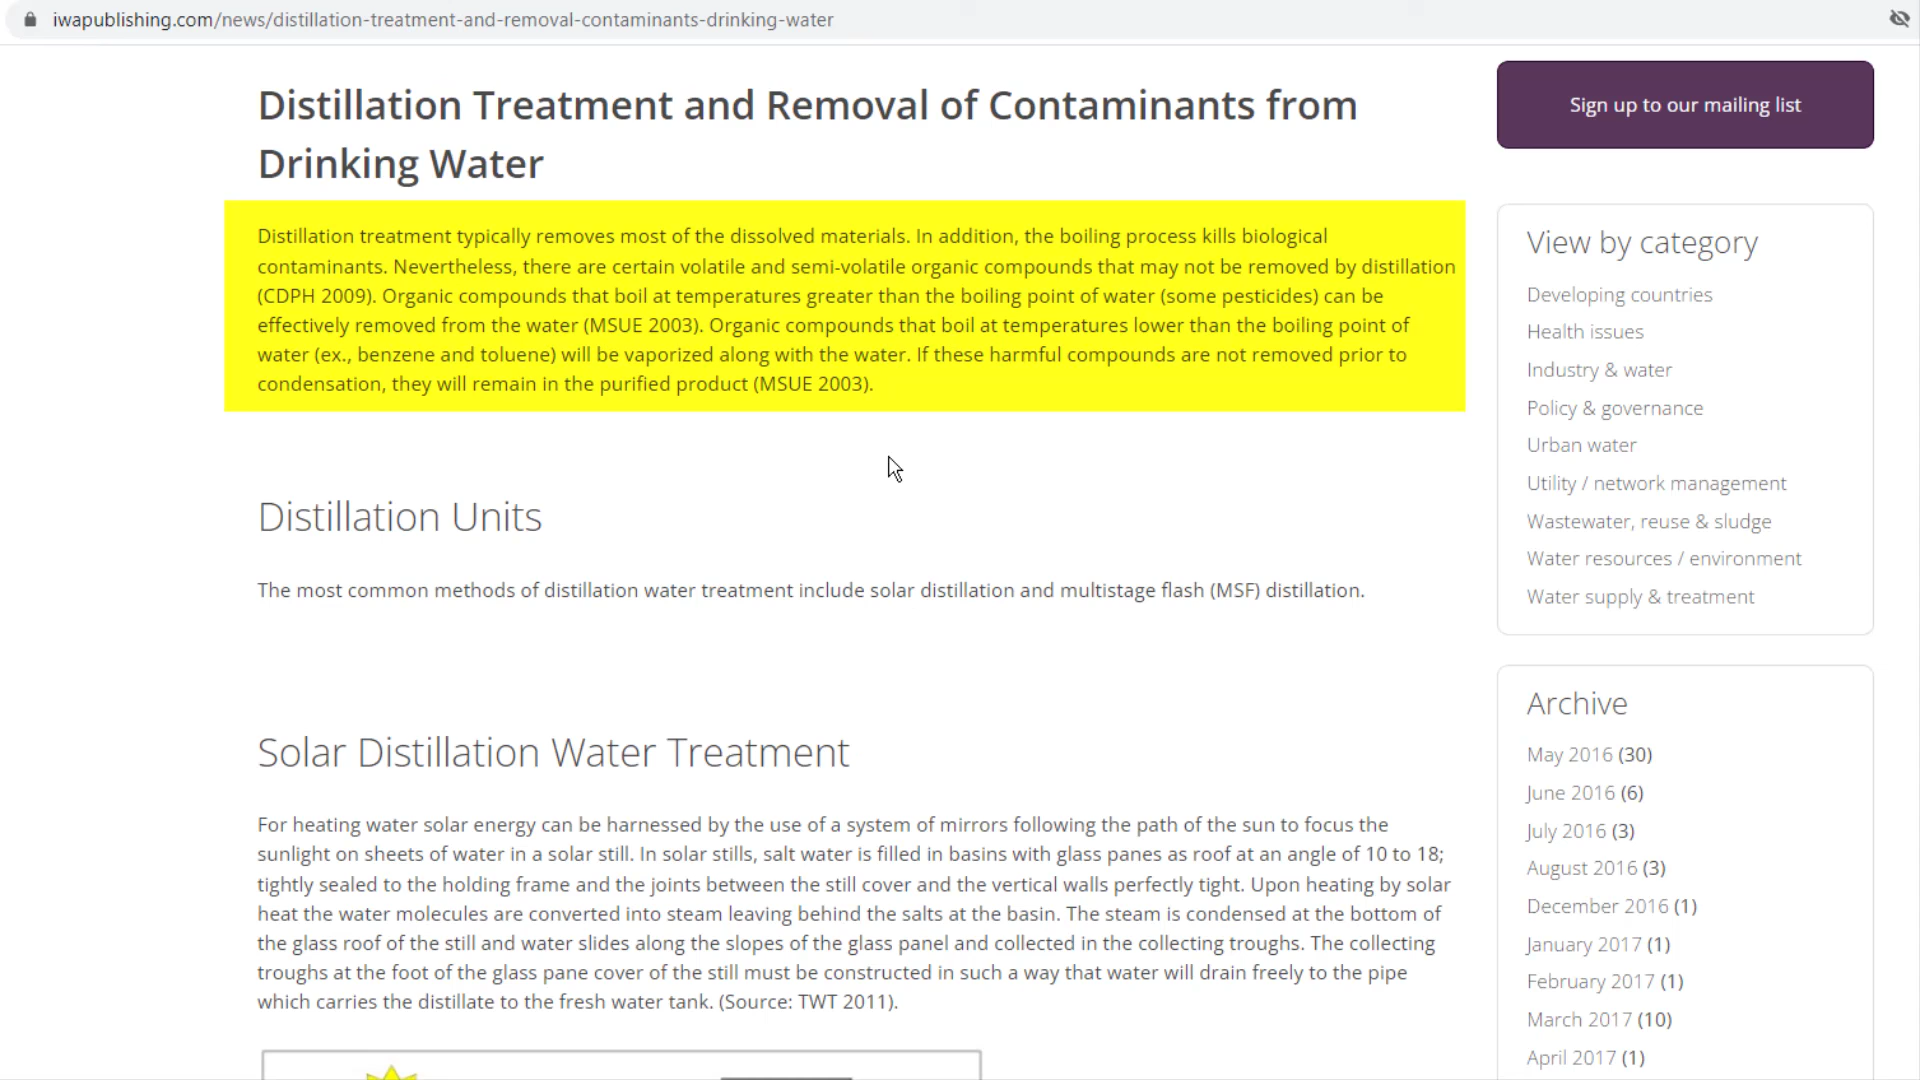 iwapublishing.com/news/distillation-treatment-and-removal-contaminants-drinking-water
Distillation Treatment and Removal of Contaminants from
Drinking Water
Distillation treatment typically removes most of the dissolved materials. In addition, the boiling process kills biological
contaminants. Nevertheless, there are certain volatile and semi-volatile organic compounds that may not be removed by distillation
(CDPH 2009). Organic compounds that boil at temperatures greater than the boiling point of water (some pesticides) can be
effectively removed from the water (MSUE 2003). Organic compounds that boil at temperatures lower than the boiling point of
water (ex., benzene and toluene) will be vaporized along with the water. If these harmful compounds are not removed prior to
condensation, they will remain in the purified product (MSUE 2003).
Distillation Units
The most common methods of distillation water treatment include solar distillation and multistage flash (MSF) distillation.
Solar Distillation Water Treatment
For heating water solar energy can be harnessed by the use of a system of mirrors following the path of the sun to focus the
sunlight on sheets of water in a solar still. In solar stills, salt water is filled in basins with glass panes as roof at an angle of 10 to 18;
tightly sealed to the holding frame and the joints between the still cover and the vertical walls perfectly tight. Upon heating by solar
heat the water molecules are converted into steam leaving behind the salts at the basin. The steam is condensed at the bottom of
the glass roof of the still and water slides along the slopes of the glass panel and collected in the collecting troughs. The collecting
troughs at the foot of the glass pane cover of the still must be constructed in such a way that water will drain freely to the pipe
which carries the distillate to the fresh water tank. (Source: TWT 2011).
Sign up to our mailing list
View by category
Developing countries
Health issues
Industry & water
Policy & governance
Urban water
Utility / network management
Wastewater, reuse & sludge
Water resources / environment
Water supply & treatment
Archive
May 2016 (30)
June 2016 (6)
July 2016 (3)
August 2016 (3)
December 2016 (1)
January 2017 (1)
February 2017 (1)
March 2017 (10)
April 2017 (1)